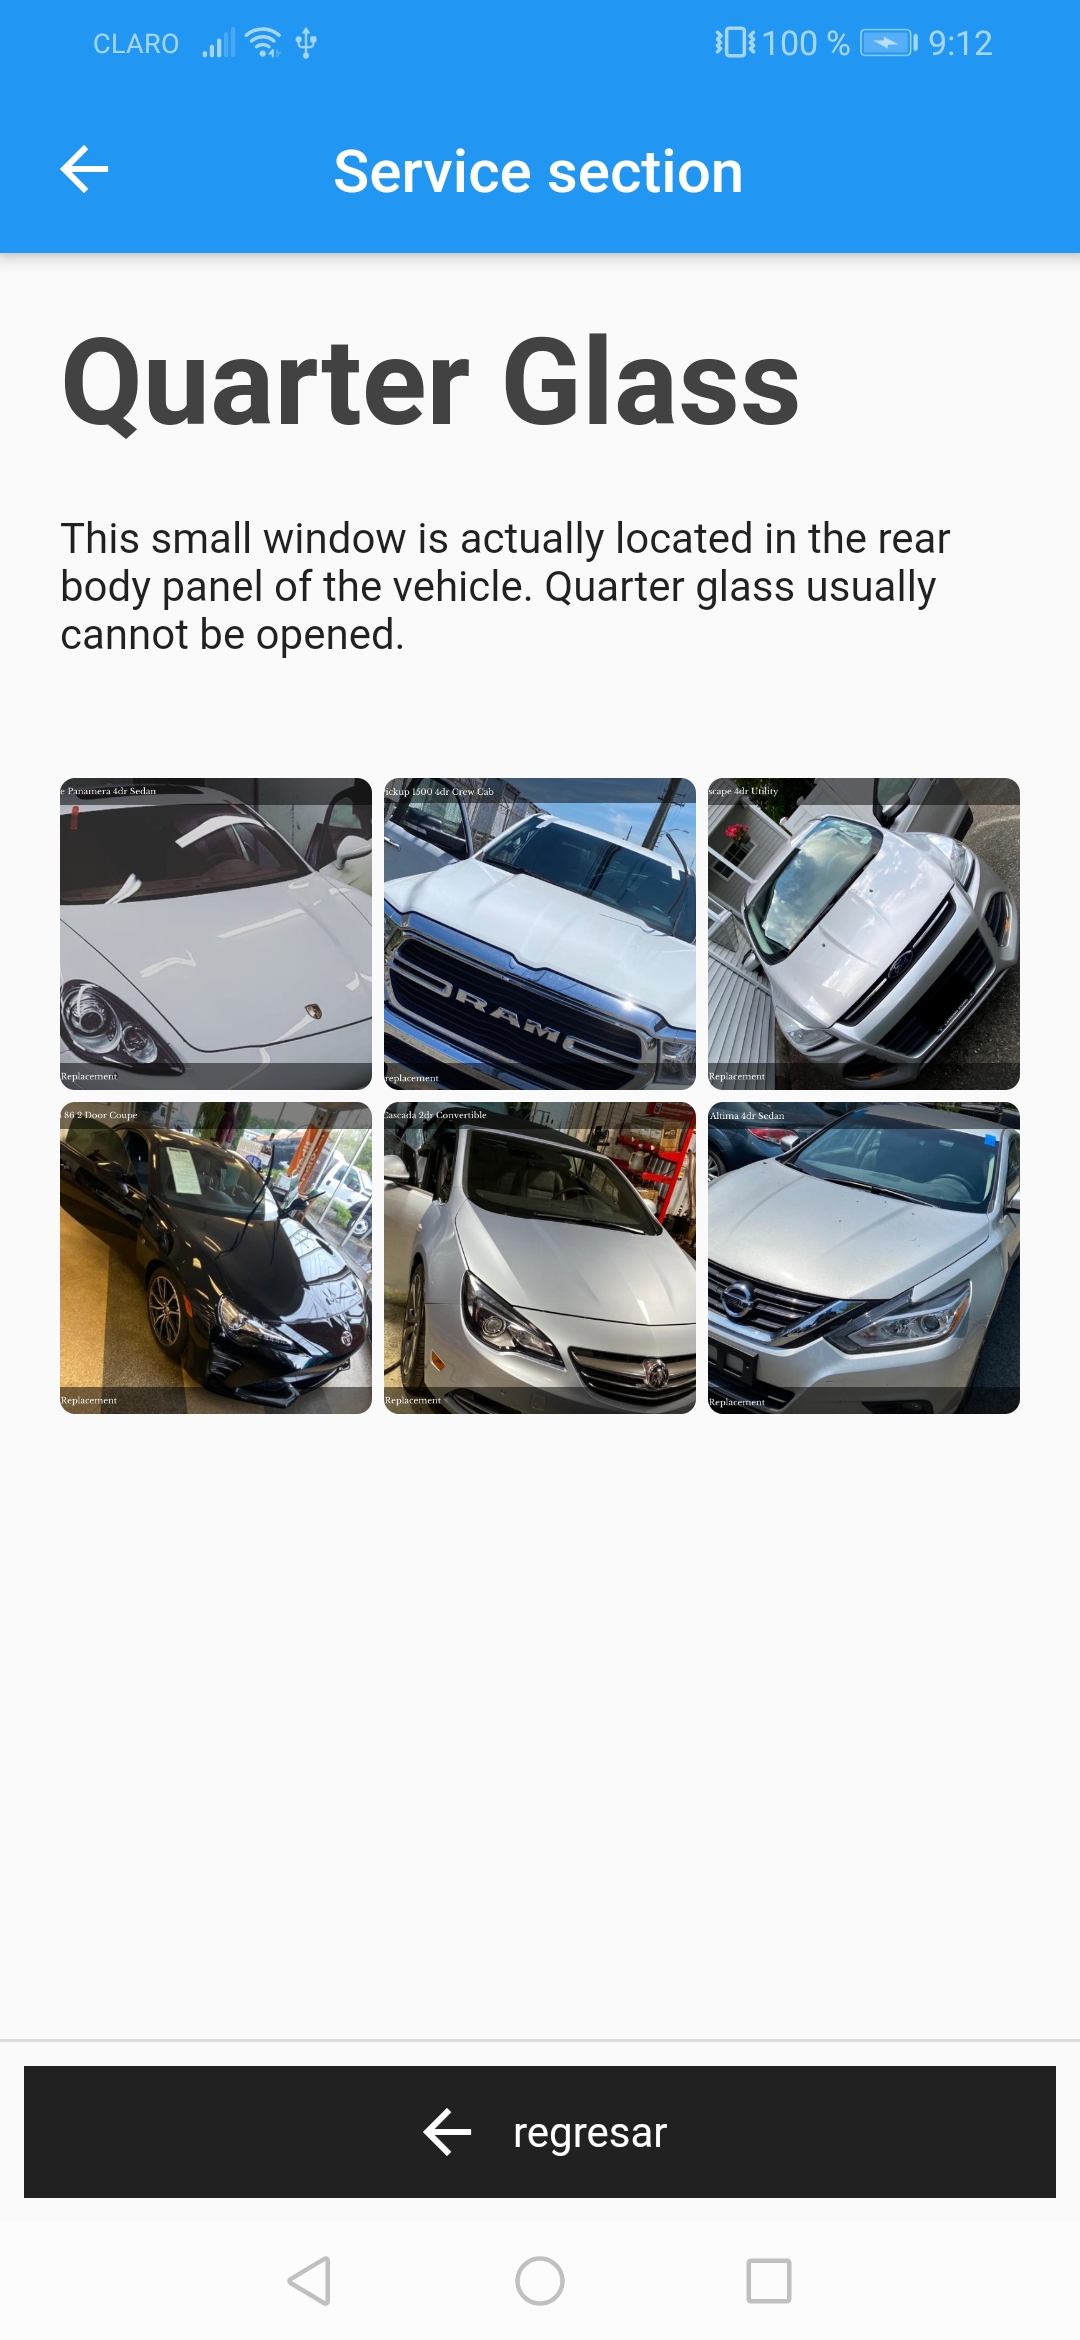 CLARO 100 % 9:12
Service section
Quarter Glass
This small window is actually located in the rear
body panel of the vehicle. Quarter glass usually
cannot be opened.
e Panamera 4dr Sedan
ickup 1500 4dr Crew Cab
scape 4dr Utility
RAM
Replacement
replacement
Replacement
86 2 Door Coupe
Cascada 2dr Convertible
Altima 4dr Sedan
Replacement
Replacement
Replacement
regresar